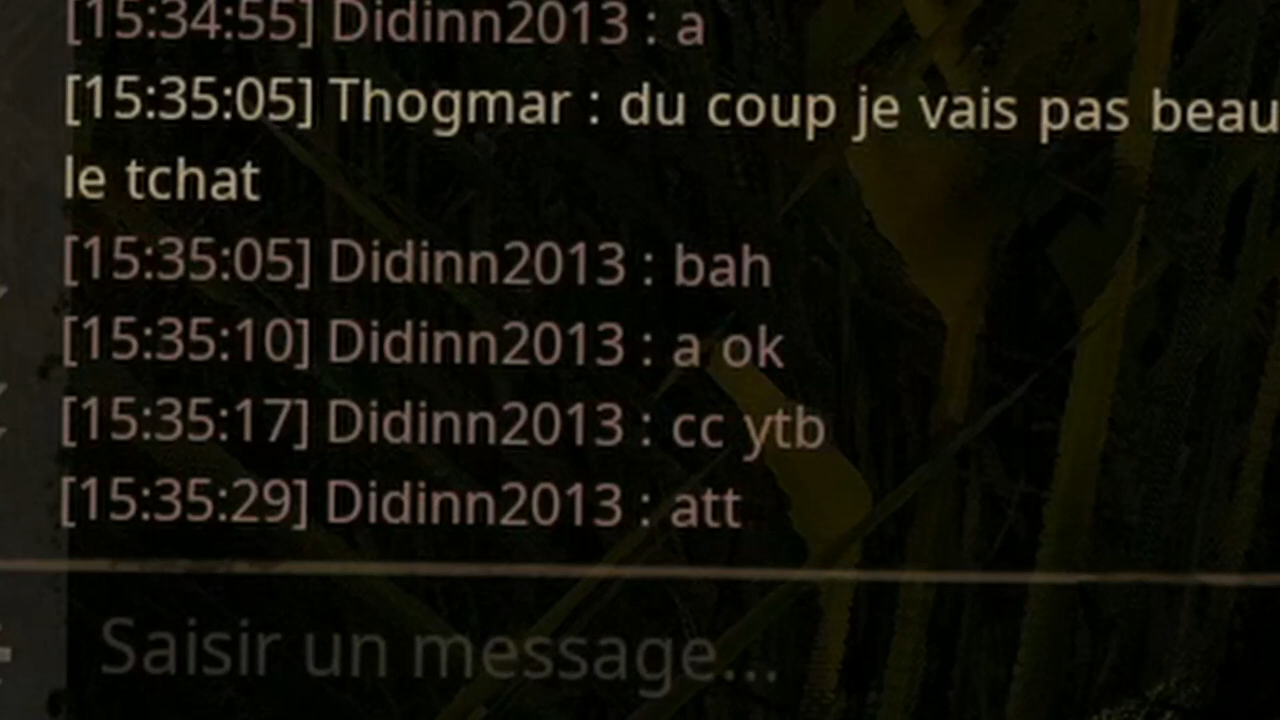 [15:34:55] Didinn2013 : a
[15:35:05] Thogmar : du coup je vais pas
le tchat
[15:35:05] Didinn2013 : bah
[15:35:10] Didinn2013 : a ok
[15:35:17] Didinn2013 : cc ytb
[15:35:29] Didinn2013 : att
Saisir un message...